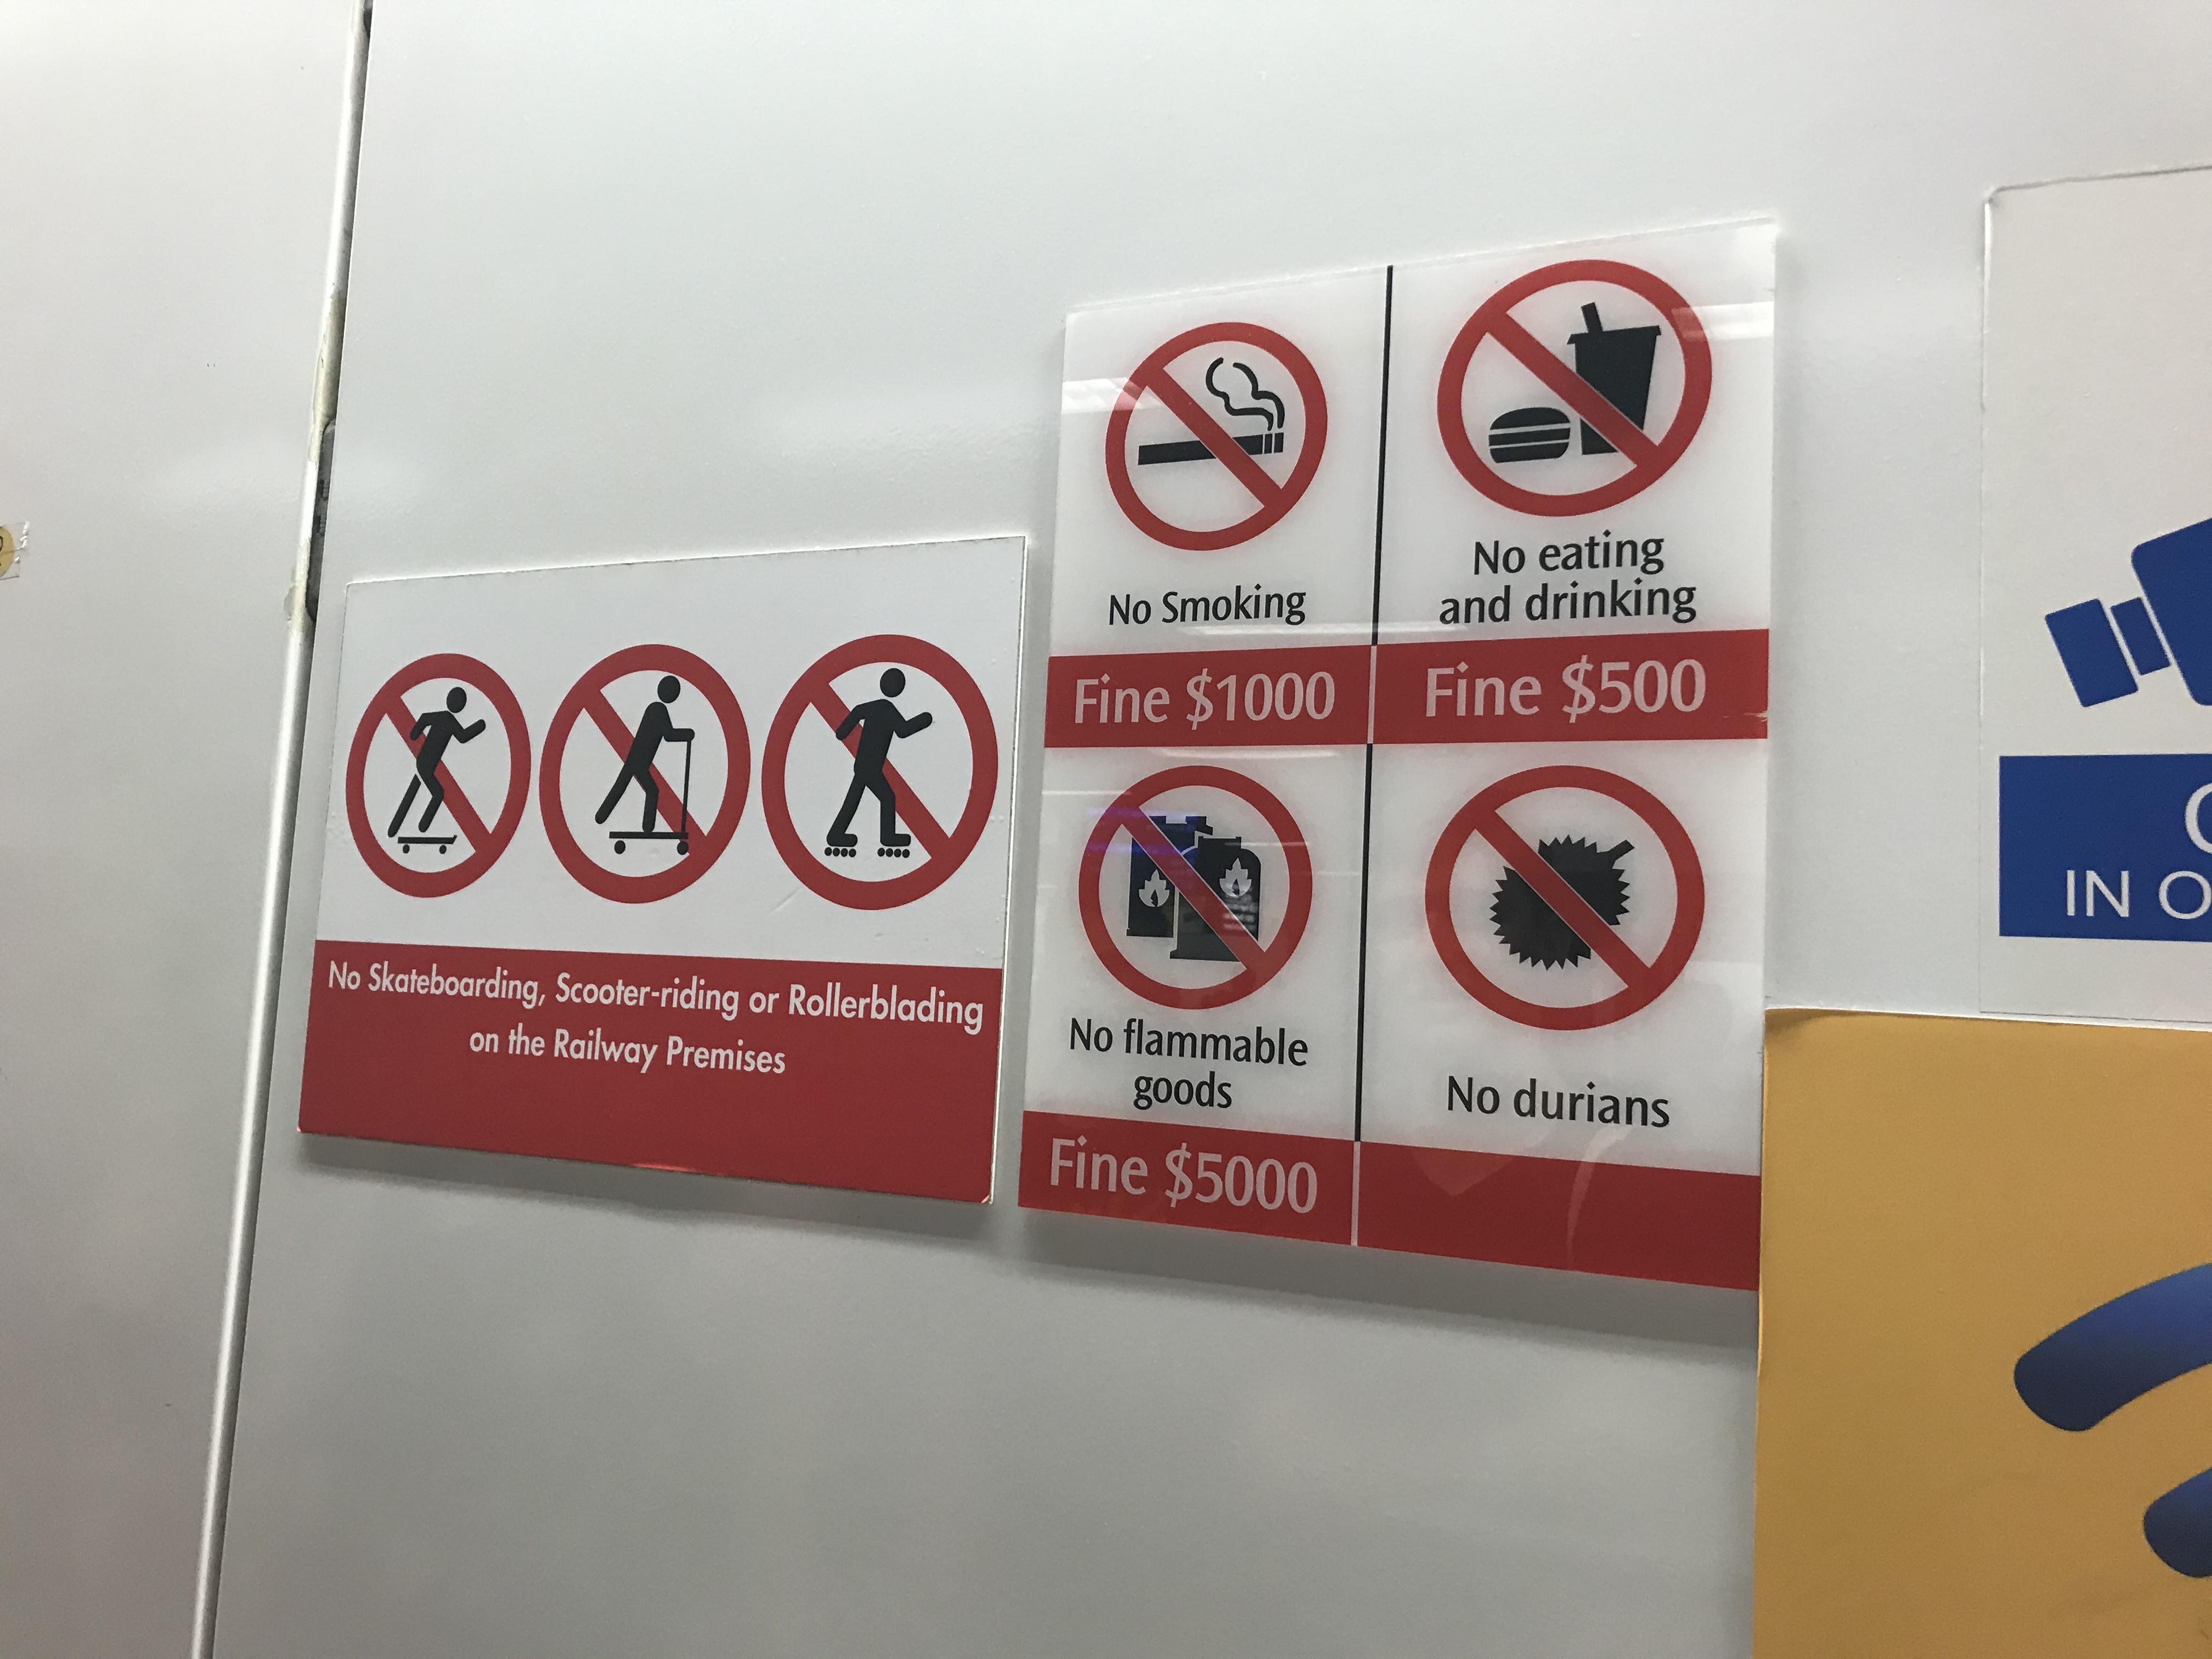 No Skateboarding, Scooter-riding or Rollerblading
on the Railway Premises
No Smoking
Fine $1000
No eating
and drinking
Fine $500
No flammable
goods
Fine $5000
No durians
IN